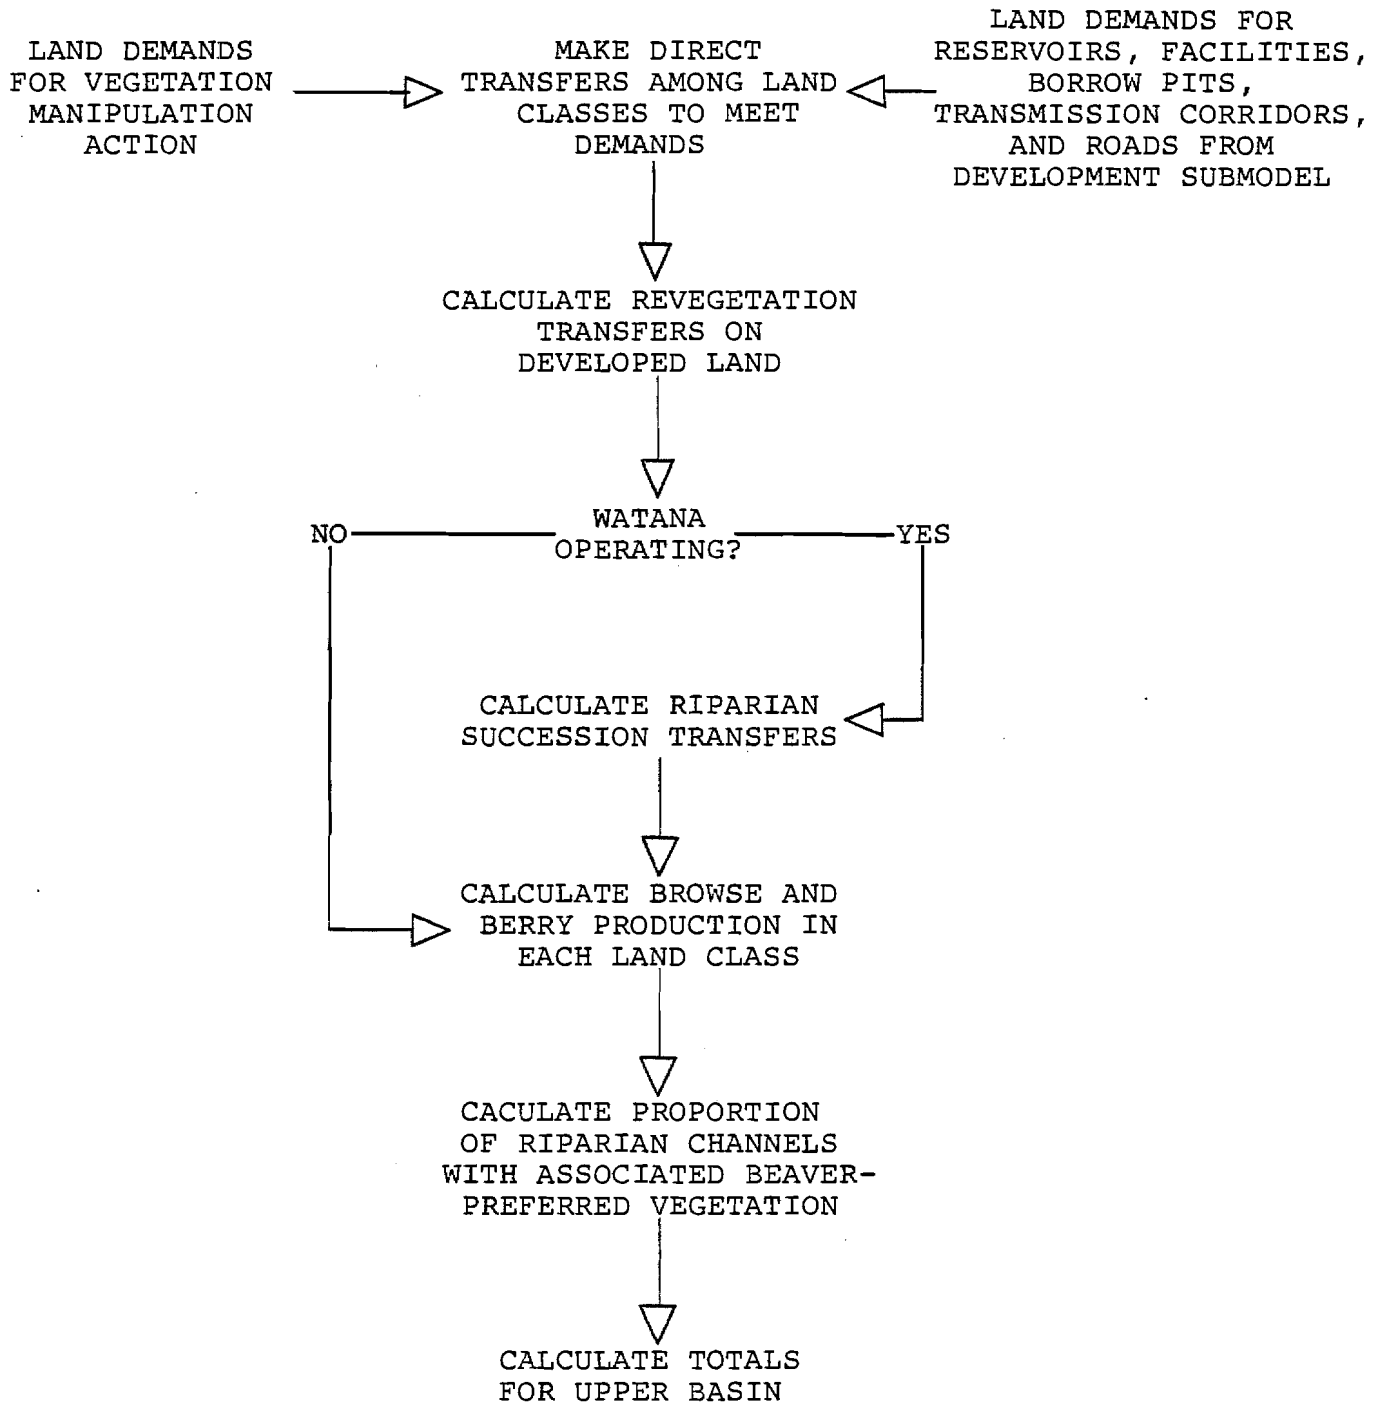 LAND DEMANDS
FOR VEGETATION
MANIPULATION
ACTION
MAKE DIRECT
TRANSFERS AMONG LAND
CLASSES TO MEET
DEMANDS
LAND DEMANDS FOR
RESERVOIRS, FACILITIES,
BORROW PITS,
TRANSMISSION CORRIDORS,
AND ROADS FROM
DEVELOPMENT SUBMODEL
CALCULATE REVEGETATION
TRANSFERS ON
DEVELOPED LAND
WATANA
OPERATING?
NO
YES
CALCULATE RIPARIAN
SUCCESSION TRANSFERS
CALCULATE BROWSE AND
BERRY PRODUCTION IN
EACH LAND CLASS
CACULATE PROPORTION
OF RIPARIAN CHANNELS
WITH ASSOCIATED BEAVER-
PREFERRED VEGETATION
CALCULATE TOTALS
FOR UPPER BASIN